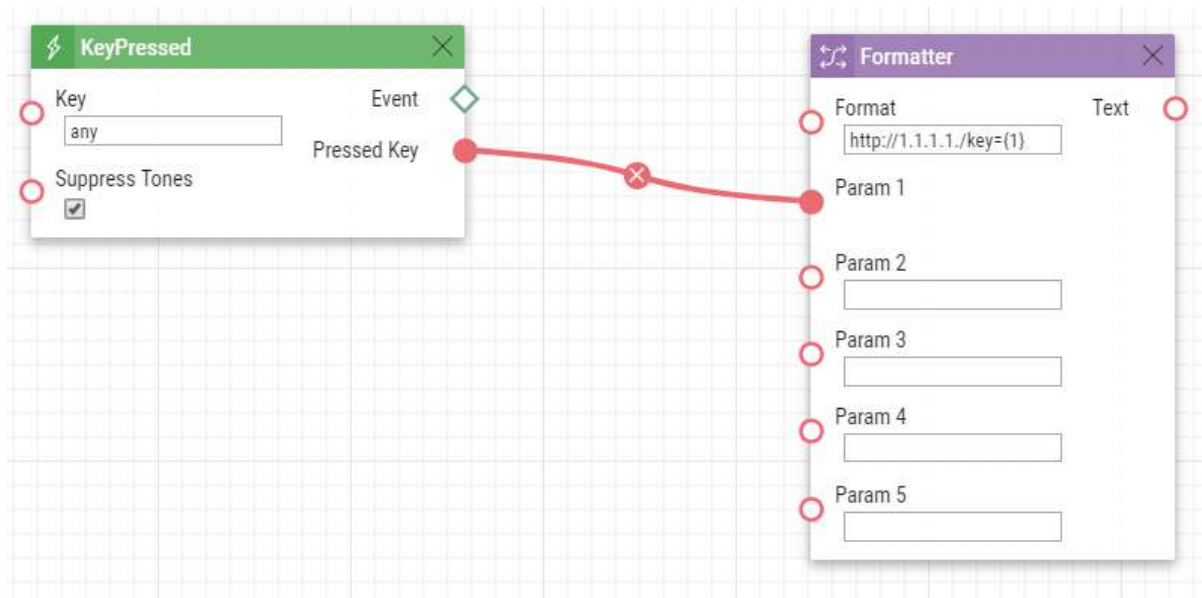 KeyPressed
Key
any
Event
Pressed Key
Suppress Tones
Formatter
Format
http://1.1.1.1./key={1}
Text
Param 1
Param 2
Param 3
Param 4
Param 5